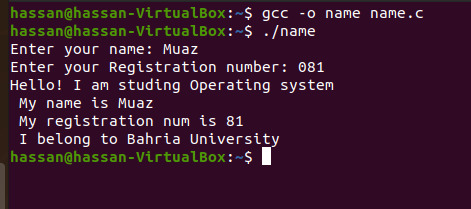 hassan@hassan-VirtualBox:~$ gcc -o name name.c
hassan@hassan-VirtualBox:~$ ./name
Enter your name: Muaz
Enter your Registration number: 081
Hello! I am studing Operating system
 My name is Muaz
 My registration num is 81
 I belong to Bahria University
hassan@hassan-VirtualBox:~$